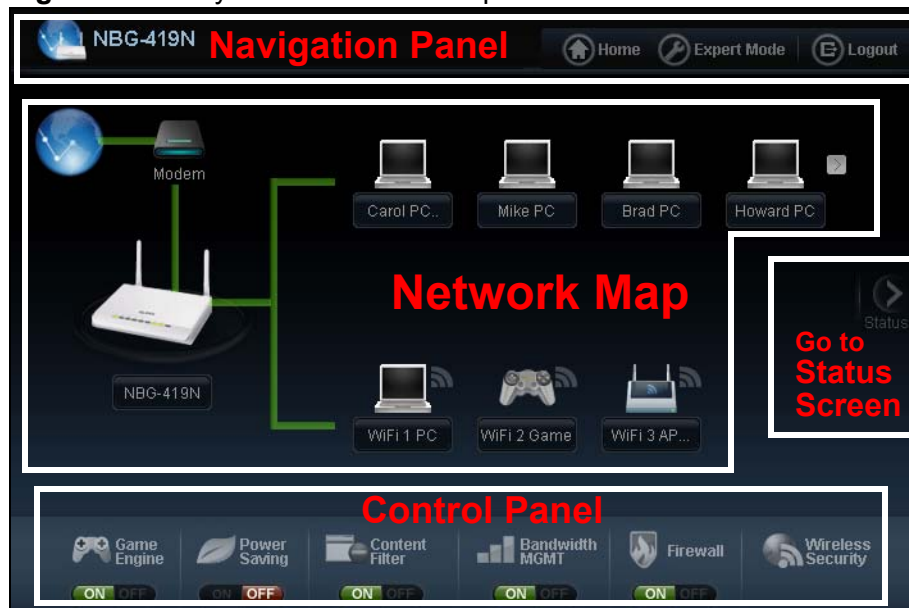 NBG-419N
Navigation Panel
Home
Expert Mode
Logout
Modem
Carol PC..
Mike PC
Brad PC
Howard PC
Network Map
Status
Go to
Status
Screen
NBG-419N
WiFi 1 PC
WiFi 2 Game
WiFi 3 AP...
Control Panel
Game
Engine
Power
Saving
Content
Filter
Bandwidth
MGMT
Firewall
Wireless
Security
ON OFF
ON OFF
ON OFF
ON OFF
ON OFF